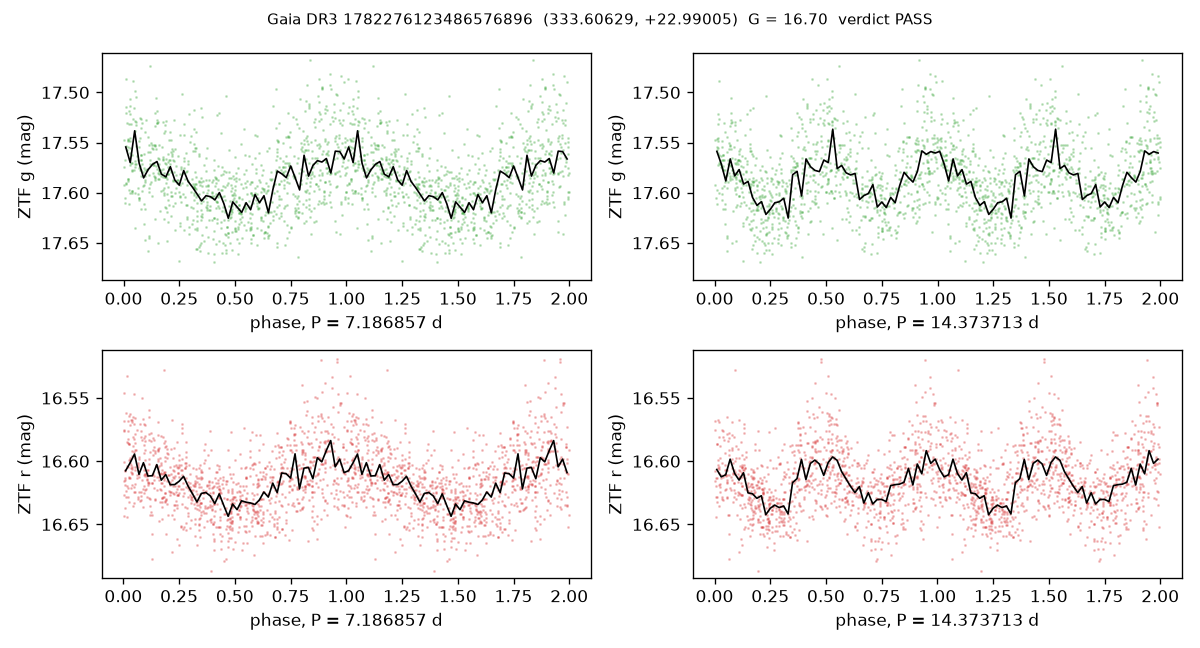 Gaia DR3 1782276123486576896 (333.60629, +22.99005) G = 16.70 verdict PASS
ZTF g (mag)
17.50
17.55
17.60
17.65
0.00 0.25 0.50 0.75 1.00 1.25 1.50 1.75 2.00
phase, P = 7.186857 d
ZTF g (mag)
17.50
17.55
17.60
17.65
0.00 0.25 0.50 0.75 1.00 1.25 1.50 1.75 2.00
phase, P = 14.373713 d
ZTF r (mag)
16.55
16.60
16.65
0.00 0.25 0.50 0.75 1.00 1.25 1.50 1.75 2.00
phase, P = 7.186857 d
ZTF r (mag)
16.55
16.60
16.65
0.00 0.25 0.50 0.75 1.00 1.25 1.50 1.75 2.00
phase, P = 14.373713 d